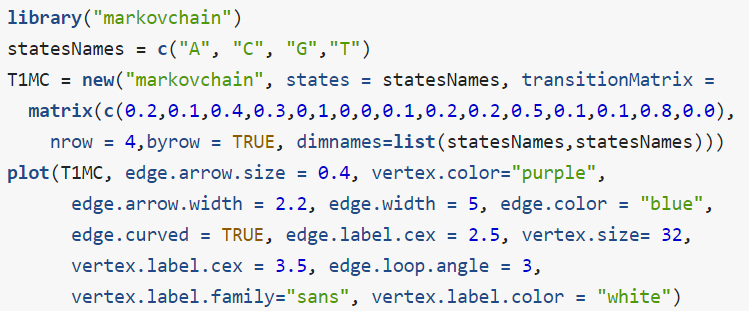 library("markovchain")
statesNames = c("A", "C", "G","T")
T1MC = new("markovchain", states = statesNames, transitionMatrix =
  matrix(c(0.2,0.1,0.4,0.3,0,1,0,0,0.1,0.2,0.2,0.5,0.1,0.1,0.8,0.0),
    nrow = 4,byrow = TRUE, dimnames=list(statesNames,statesNames)))
plot(T1MC, edge.arrow.size = 0.4, vertex.color="purple",
      edge.arrow.width = 2.2, edge.width = 5, edge.color = "blue",
      edge.curved = TRUE, edge.label.cex = 2.5, vertex.size= 32,
      vertex.label.cex = 3.5, edge.loop.angle = 3,
      vertex.label.family="sans", vertex.label.color = "white")